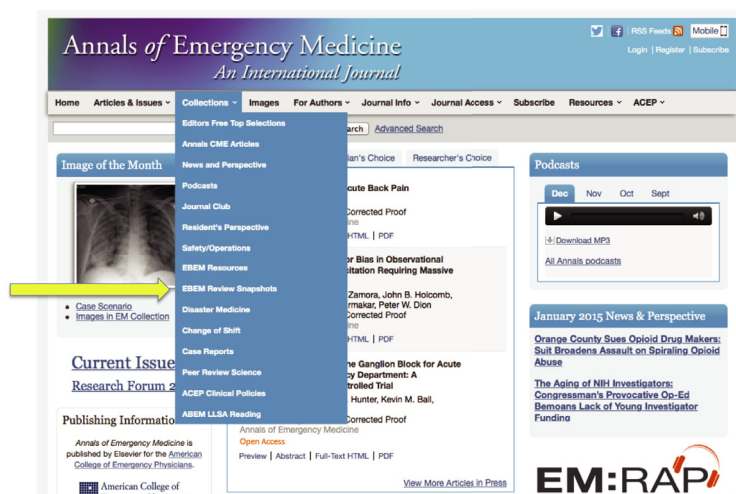 Annals of Emergency Medicine
An International Journal
RSS Feeds Mobile
Login | Register | Subscribe
Home Articles & Issues Collections Images For Authors Journal Info Journal Access Subscribe Resources ACEP
Advanced Search
Editors Free Top Selections
Annals CME Articles
News and Perspective
Podcasts
Journal Club
Resident's Perspective
Safety/Operations
EBEM Resources
EBEM Review Snapshots
Disaster Medicine
Change of Shift
Case Reports
Peer Review Science
ACEP Clinical Policies
ABEM LLSA Reading
Image of the Month
Case Scenario
Images in EM Collection
Current Issue
Research Forum
Publishing Informatio
Annals of Emergency Medicine is
published by Elsevier for the American
College of Emergency Physicians.
American College of
Choice Researcher's Choice
cute Back Pain
Corrected Proof
HTML | PDF
or Bias in Observational
citation Requiring Massive
Zamora, John B. Holcomb,
rmakar, Peter W. Dion
Corrected Proof
HTML | PDF
ne Ganglion Block for Acute
cy Department: A
trolled Trial
Hunter, Kevin M. Ball,
Corrected Proof
Annals of Emergency Medicine
Open Access
Preview | Abstract | Full-Text HTML | PDF
View More Articles in Press
Podcasts
Dec Nov Oct Sept
Download MP3
All Annals podcasts
January 2015 News & Perspective
Orange County Sues Opioid Drug Makers:
Suit Broadens Assault on Spiraling Opioid
Abuse
The Aging of NIH Investigators:
Congressman's Provocative Op-Ed
Bemoans Lack of Young Investigator
Funding
EM:RAP